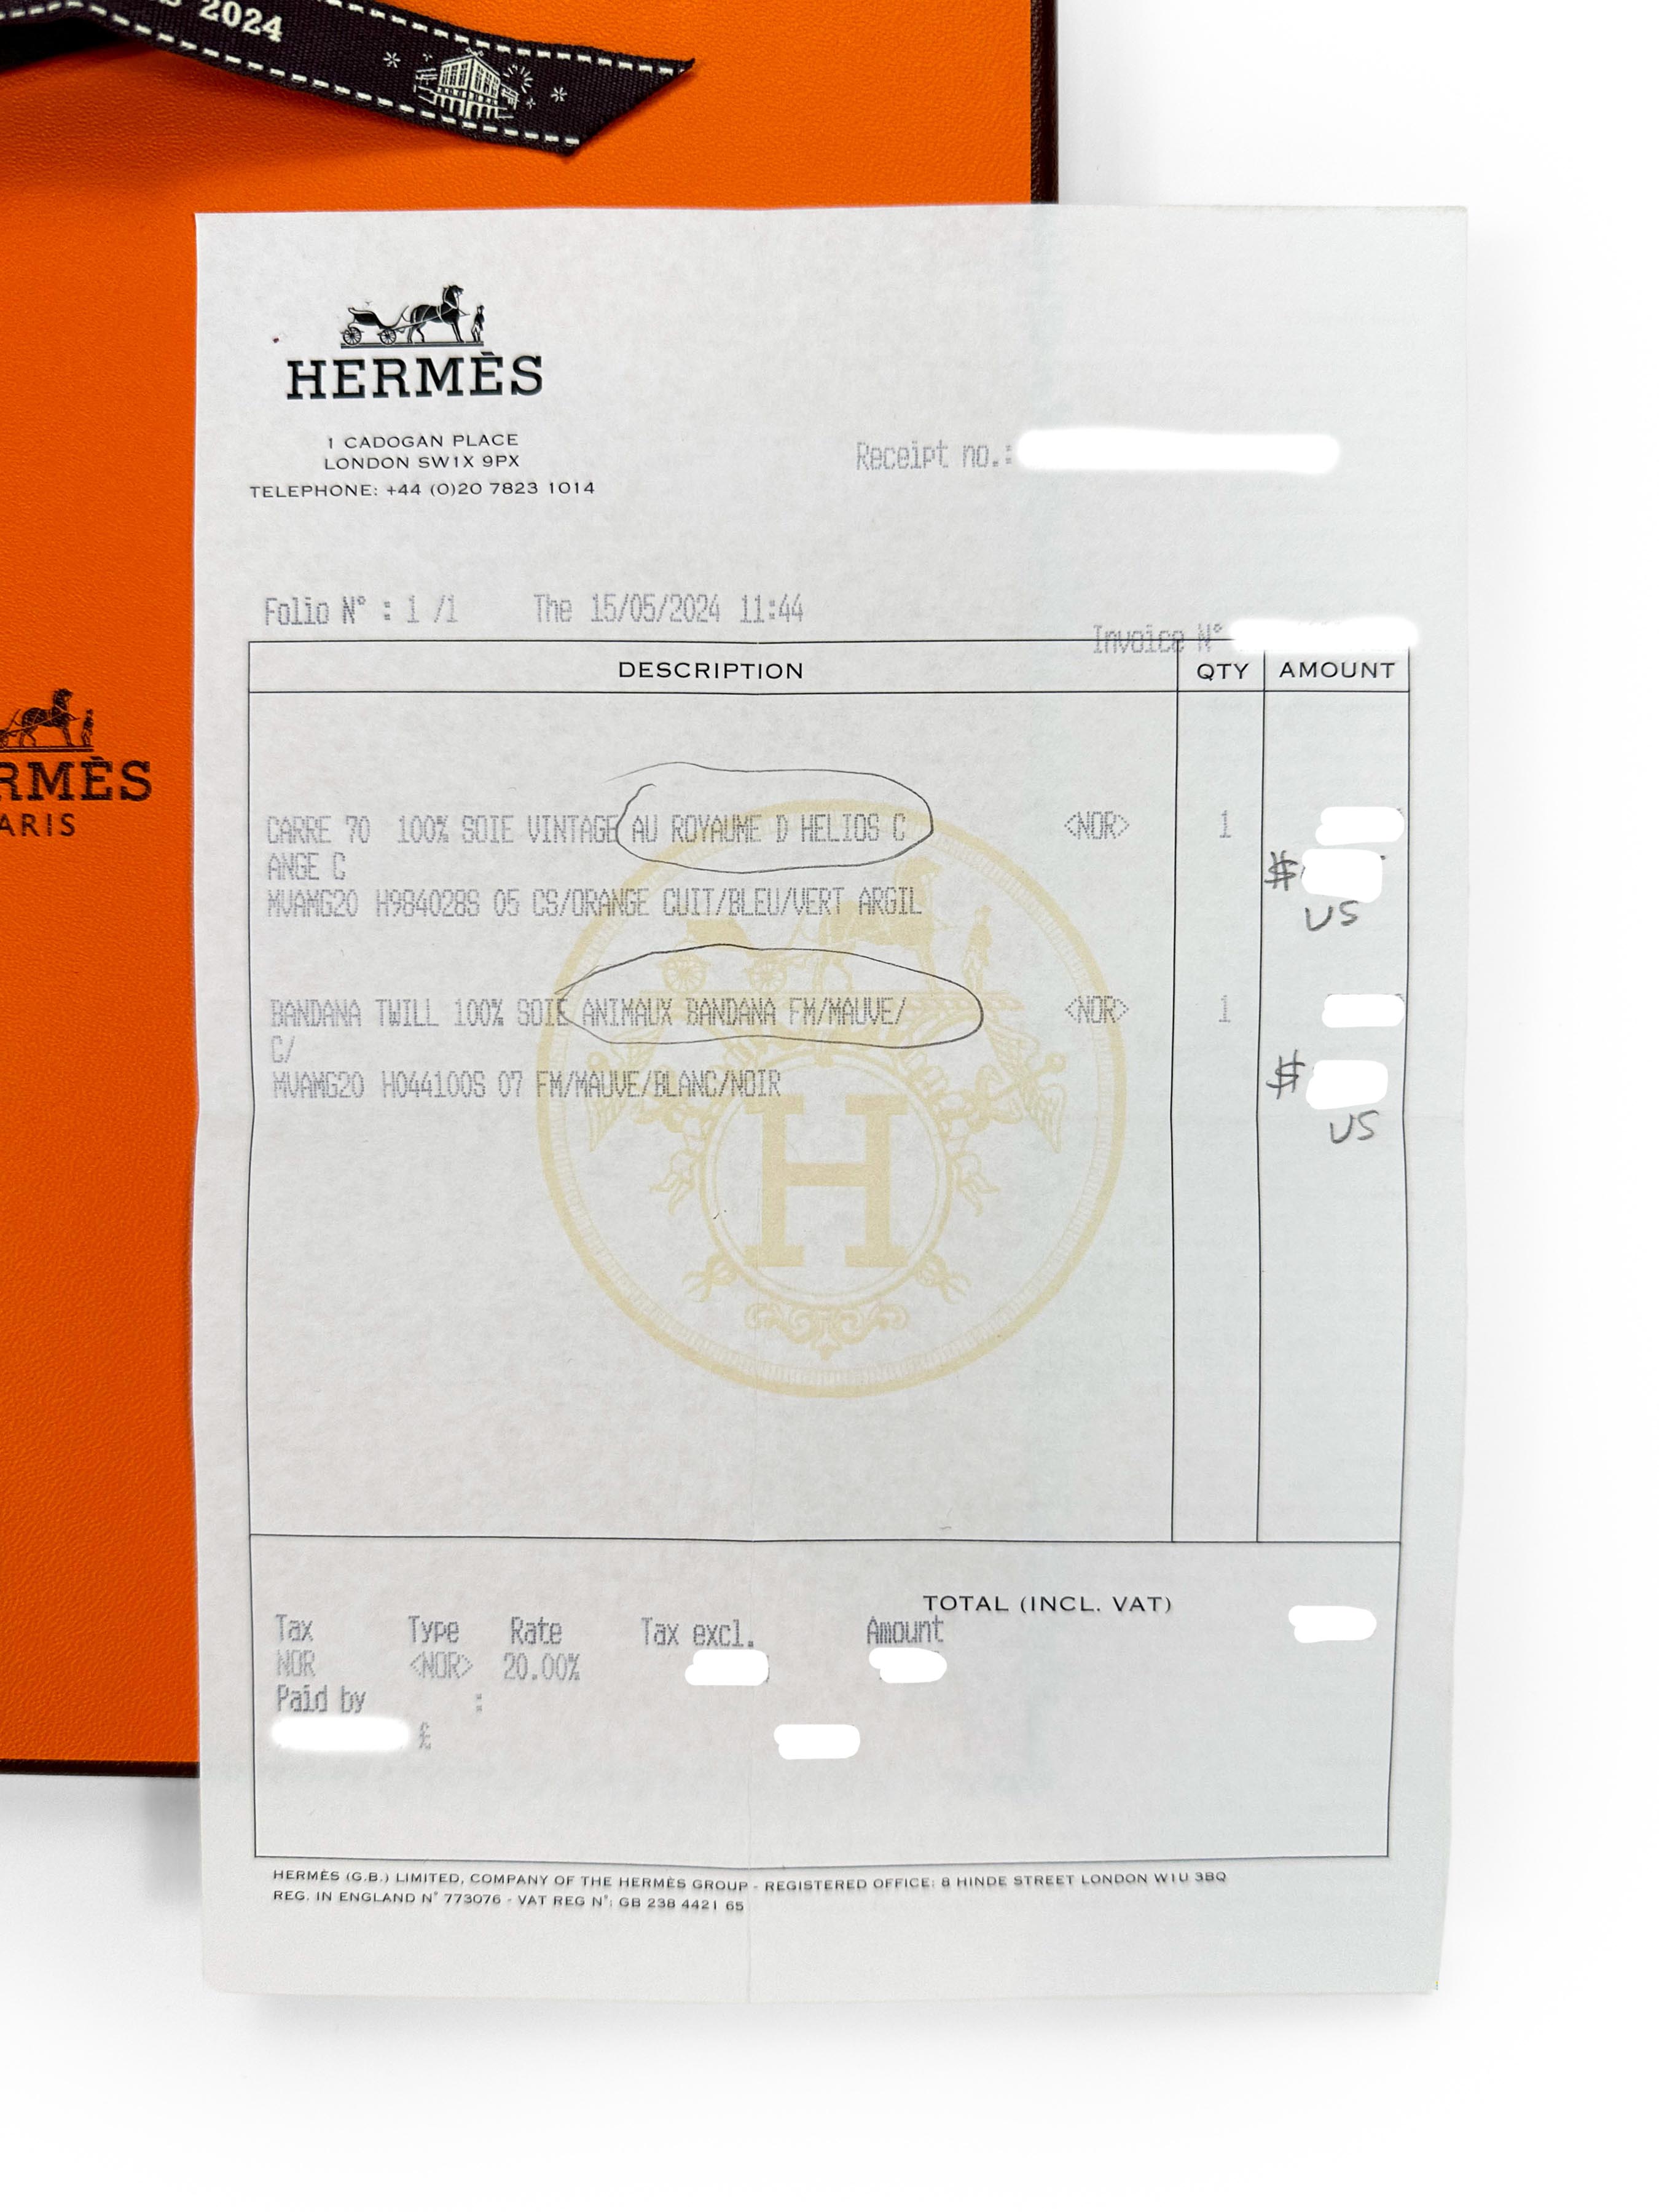 2024
HERMÈS
1 CADOGAN PLACE
LONDON SW1X 9PX
TELEPHONE: +44 (0)20 7823 1014
Receipt no.:
Folio N° : 1 /1 The 15/05/2024 11:44
Invoice N°
DESCRIPTION QTY AMOUNT
RMÈS
ARIS
CARRE 70 100% SOIE VINTAGE AU ROYAUME D HELIOS C <NOR> 1
ANGE C
$
MVAMG20 H984028S 05 CS/ORANGE CUIT/BLEU/VERT ARGIL
US
BANDANA TWILL 100% SOIE ANIMAUX BANDANA FM/MAUVE/ <NOR> 1
C/
MVAMG20 H044100S 07 FM/MAUVE/BLANC/NOIR
$
US
H
TOTAL (INCL. VAT)
Tax Type Rate Tax excl. Amount
NOR <NOR> 20.00%
Paid by :
£
HERMÈS (G.B.) LIMITED, COMPANY OF THE HERMÈS GROUP - REGISTERED OFFICE: 8 HINDE STREET LONDON W1U 3BQ
REG. IN ENGLAND N° 773076 - VAT REG N°: GB 238 4421 65